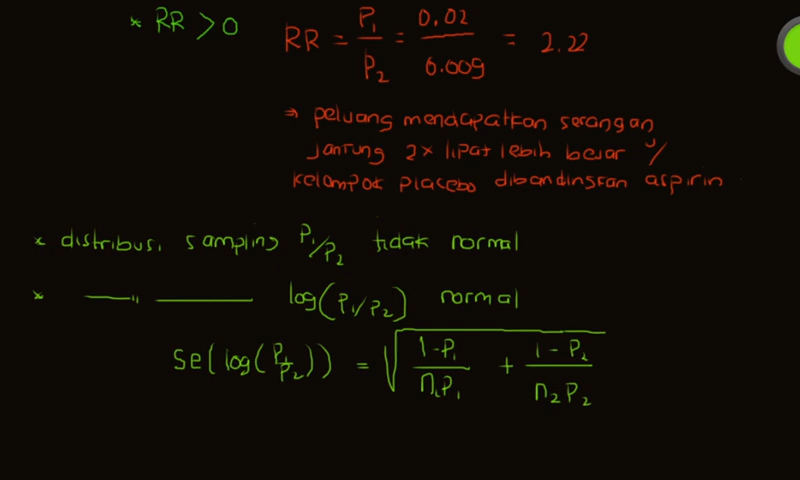 * RR > 0
RR = P₁/P₂ = 0.02/0.009 = 2.22
⇒ peluang mendapatkan serangan
jantung 2x lipat lebih besar u/
kelompok placebo dibandingkan aspirin
* distribusi sampling P₁/P₂ tidak normal
* —— " ———— log(P₁/P₂) normal
se(log(P₁/P₂)) = √((1-P₁)/(n₁P₁) + (1-P₂)/(n₂P₂))